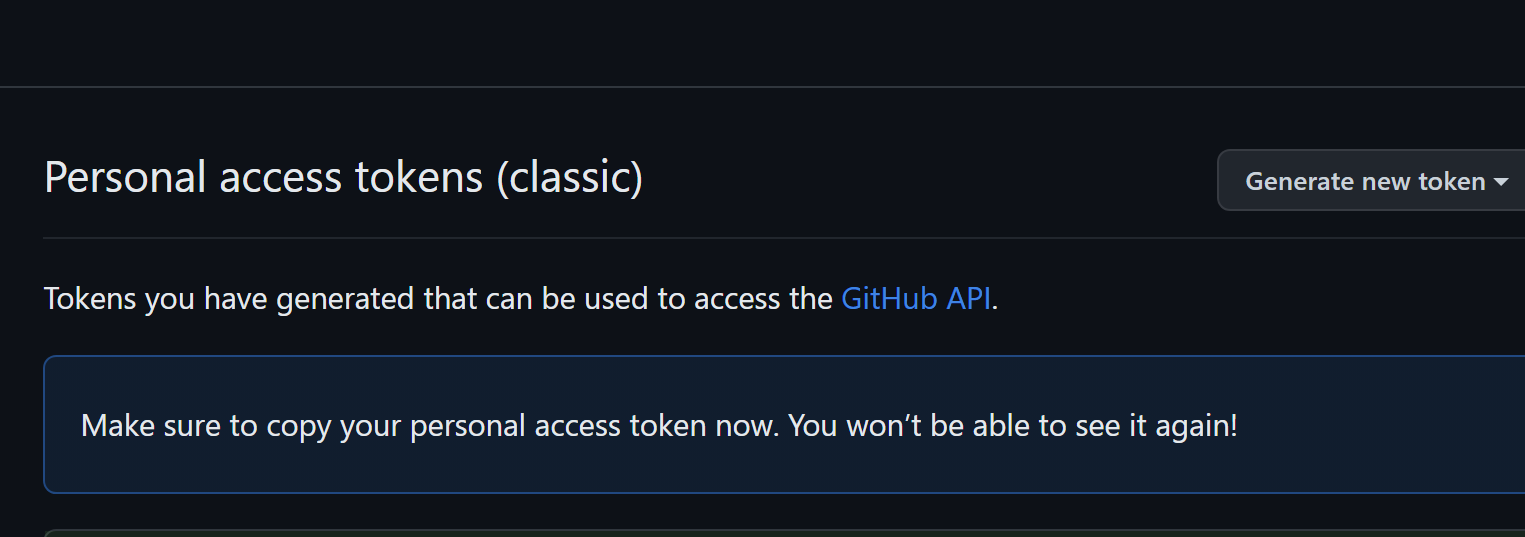 Personal access tokens (classic)
Generate new token
Tokens you have generated that can be used to access the GitHub API.
Make sure to copy your personal access token now. You won’t be able to see it again!